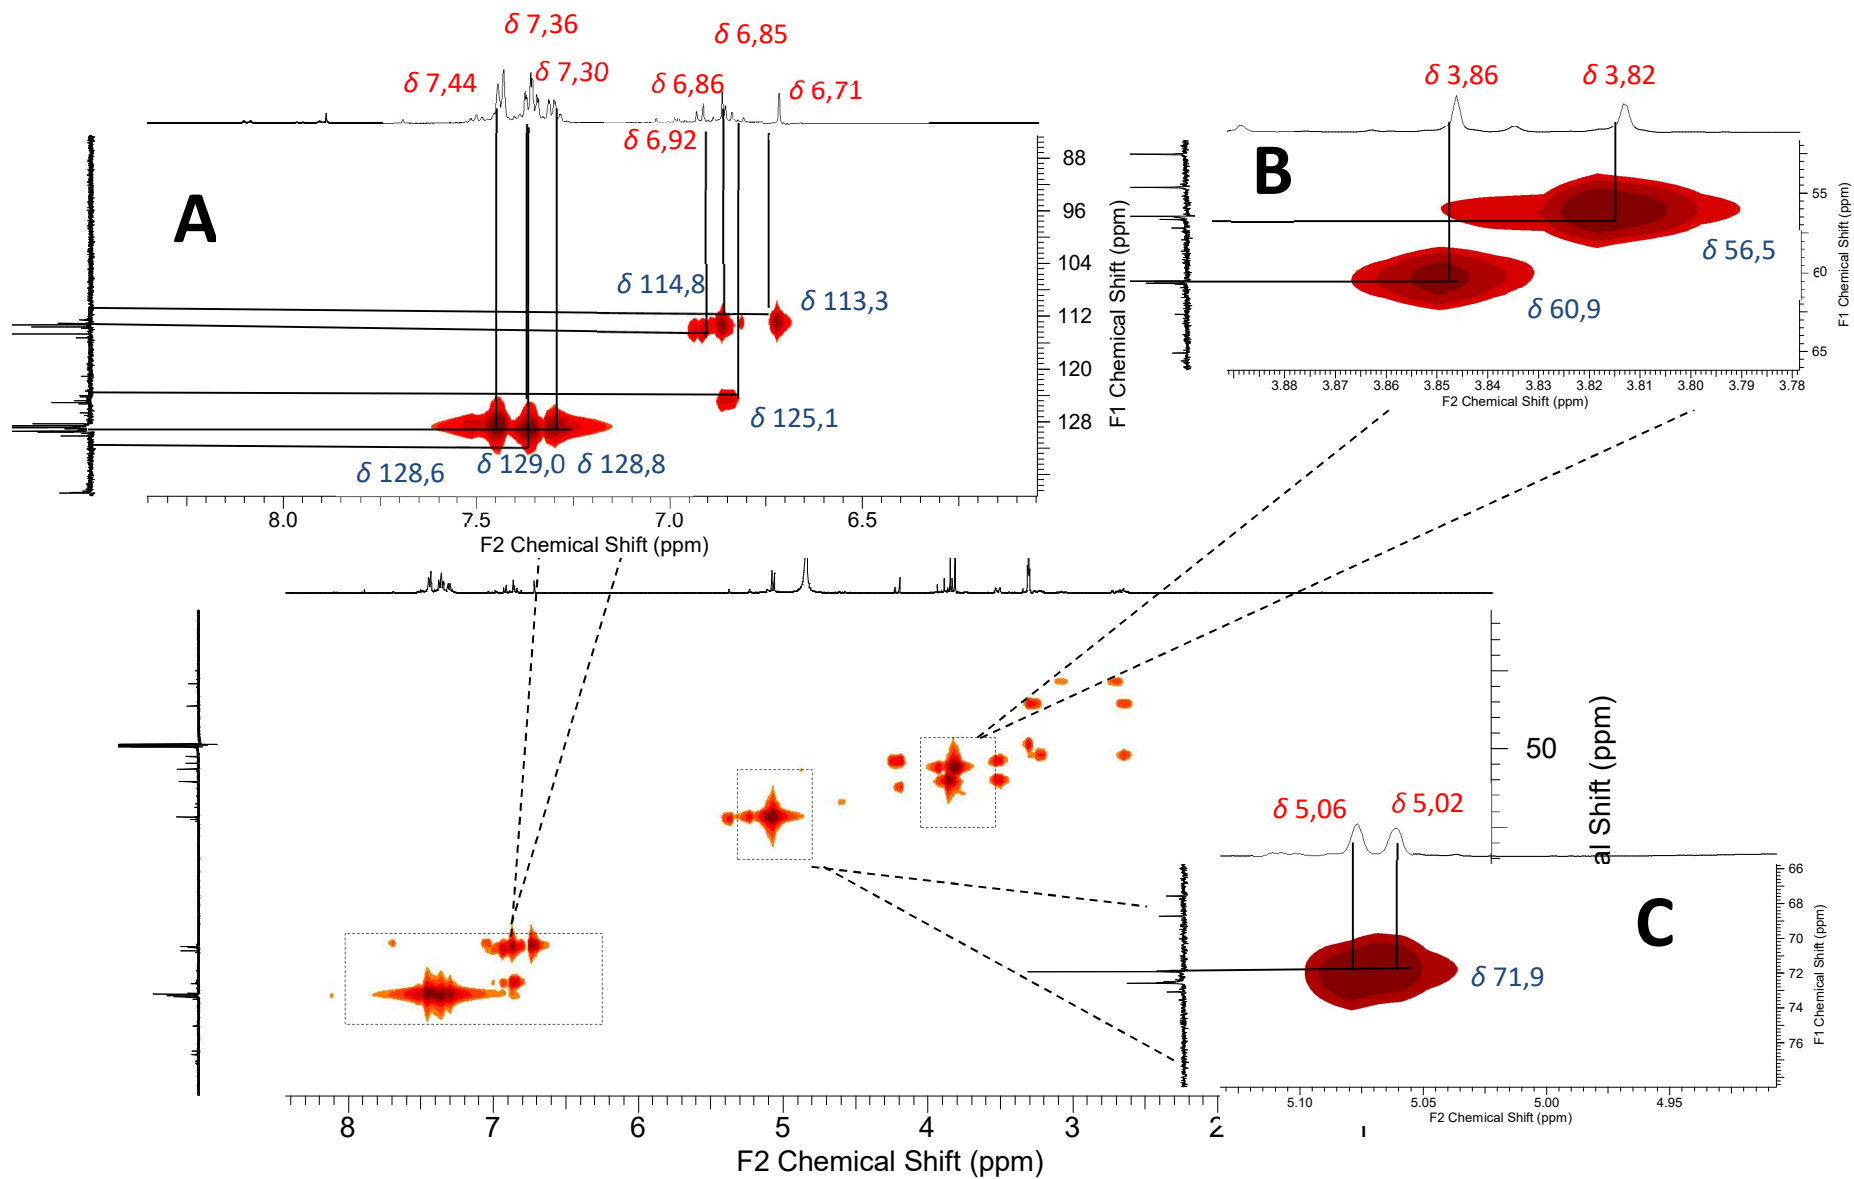 δ 7,36
δ 6,85
δ 7,44
δ 7,30
δ 6,86
δ 6,71
δ 6,92
A
88
96
104
112
120
128
F1 Chemical Shift (ppm)
δ 114,8
δ 113,3
δ 125,1
δ 128,6
δ 129,0
δ 128,8
8.0
7.5
7.0
6.5
F2 Chemical Shift (ppm)
δ 3,86
δ 3,82
B
55
60
65
F1 Chemical Shift (ppm)
δ 56,5
δ 60,9
3.88
3.87
3.86
3.85
3.84
3.83
3.82
3.81
3.80
3.79
3.78
F2 Chemical Shift (ppm)
50
al Shift (ppm)
8
7
6
5
4
3
2
F2 Chemical Shift (ppm)
δ 5,06
δ 5,02
C
66
68
70
72
74
76
F1 Chemical Shift (ppm)
δ 71,9
5.10
5.05
5.00
4.95
F2 Chemical Shift (ppm)